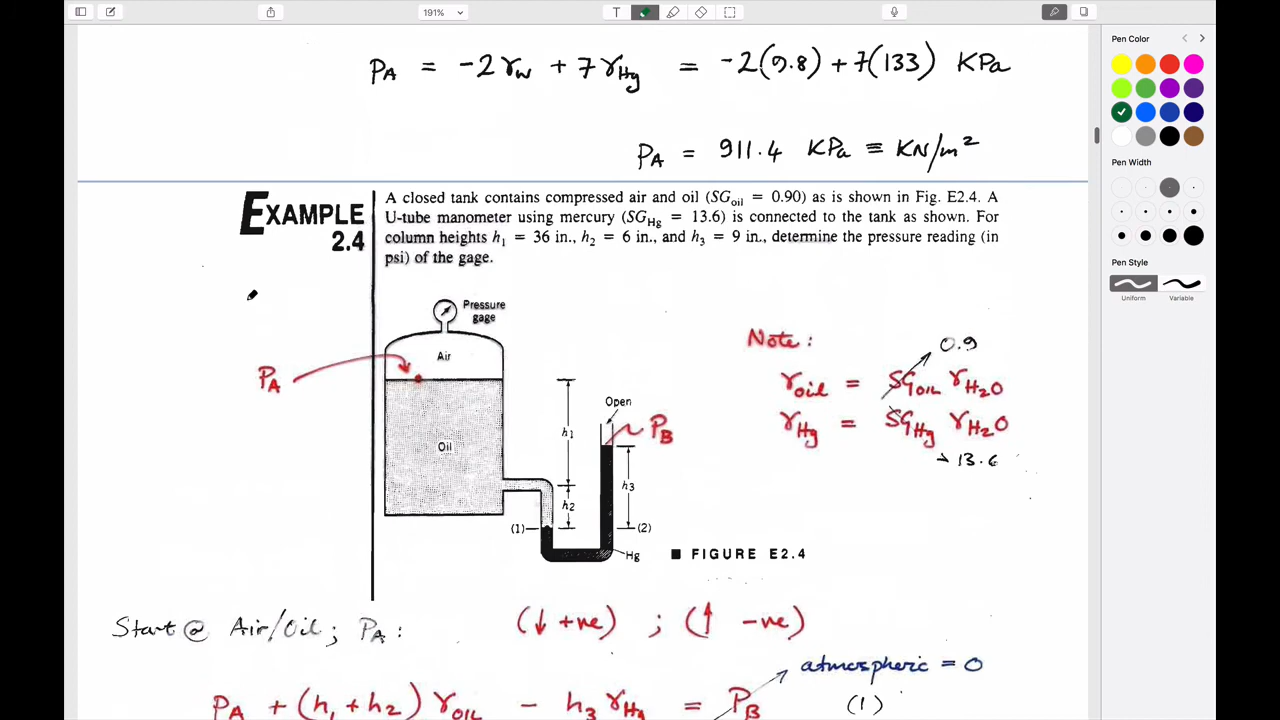 191%
P_A = -2 γ_W + 7 γ_Hg = -2(9.8) + 7(133) KPa
P_A = 911.4 KPa ≡ KN/m²
EXAMPLE 2.4
A closed tank contains compressed air and oil (SG_oil = 0.90) as is shown in Fig. E2.4. A
U-tube manometer using mercury (SG_Hg = 13.6) is connected to the tank as shown. For
column heights h₁ = 36 in., h₂ = 6 in., and h₃ = 9 in., determine the pressure reading (in
psi) of the gage.
Pressure
gage
Air
P_A
Open
Oil
h₁
P_B
h₃
h₂
(1)
(2)
Hg
■ FIGURE E2.4
Note:
0.9
γ_oil = SG_OIL γ_H₂O
γ_Hg = SG_Hg γ_H₂O
→ 13.6
Start @ Air/Oil; P_A:
(↓ +ve) ; (↑ -ve)
atmospheric = 0
P_A + (h₁+h₂) γ_OIL - h₃ γ_Hg = P_B
(1)
Pen Color
Pen Width
Pen Style
Uniform
Variable